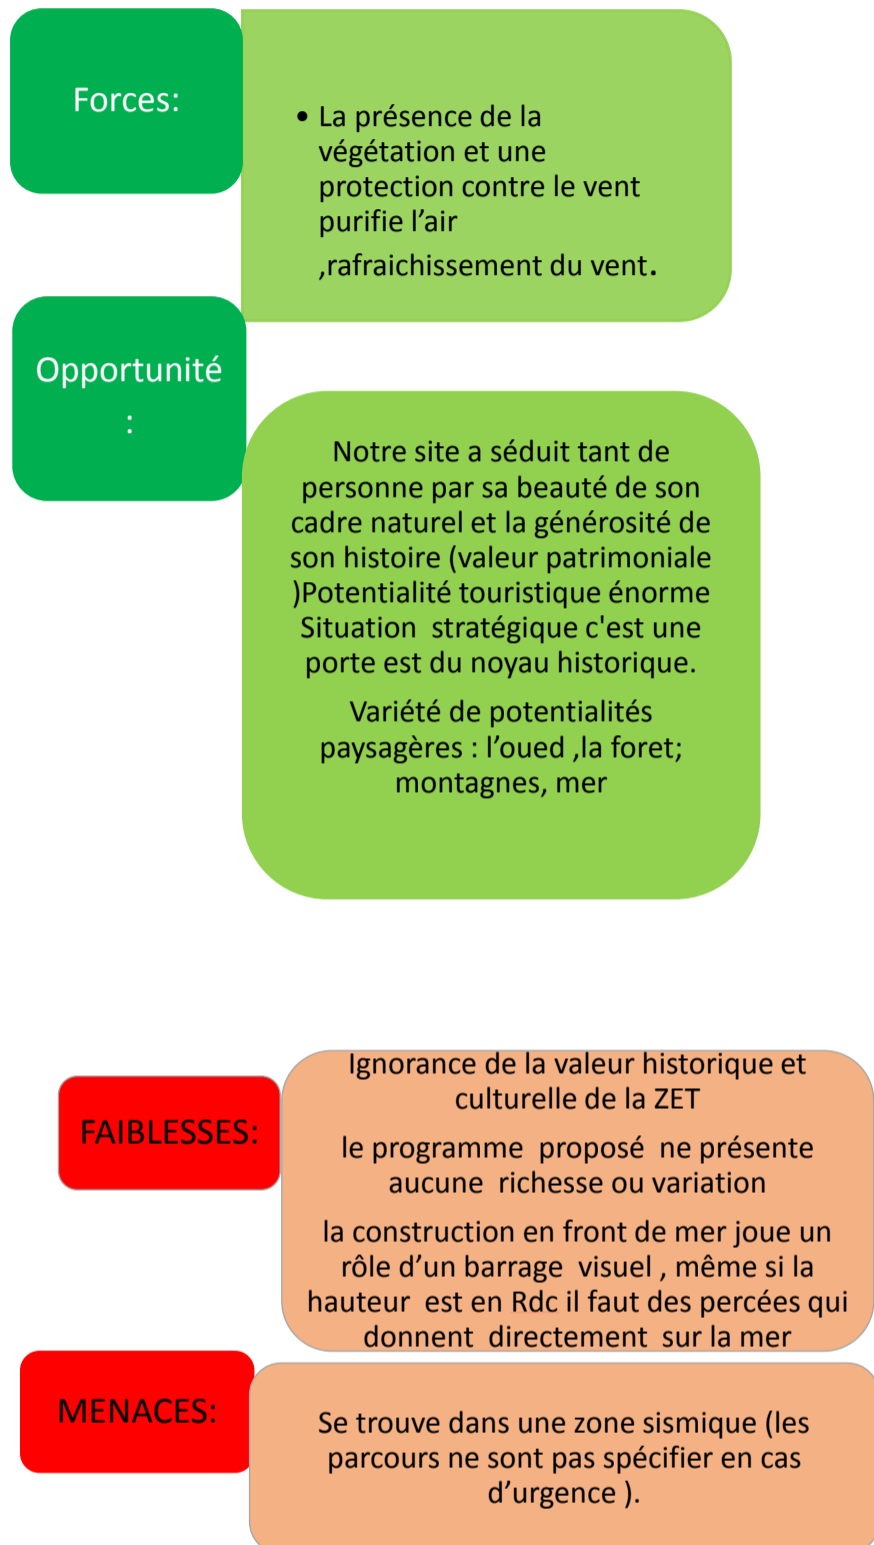 Forces:
• La présence de la
végétation et une
protection contre le vent
purifie l’air
,rafraichissement du vent.
Opportunité
:
Notre site a séduit tant de
personne par sa beauté de son
cadre naturel et la générosité de
son histoire (valeur patrimoniale
)Potentialité touristique énorme
Situation stratégique c'est une
porte est du noyau historique.
Variété de potentialités
paysagères : l’oued ,la foret;
montagnes, mer
FAIBLESSES:
Ignorance de la valeur historique et
culturelle de la ZET
le programme proposé ne présente
aucune richesse ou variation
la construction en front de mer joue un
rôle d’un barrage visuel , même si la
hauteur est en Rdc il faut des percées qui
donnent directement sur la mer
MENACES:
Se trouve dans une zone sismique (les
parcours ne sont pas spécifier en cas
d’urgence ).